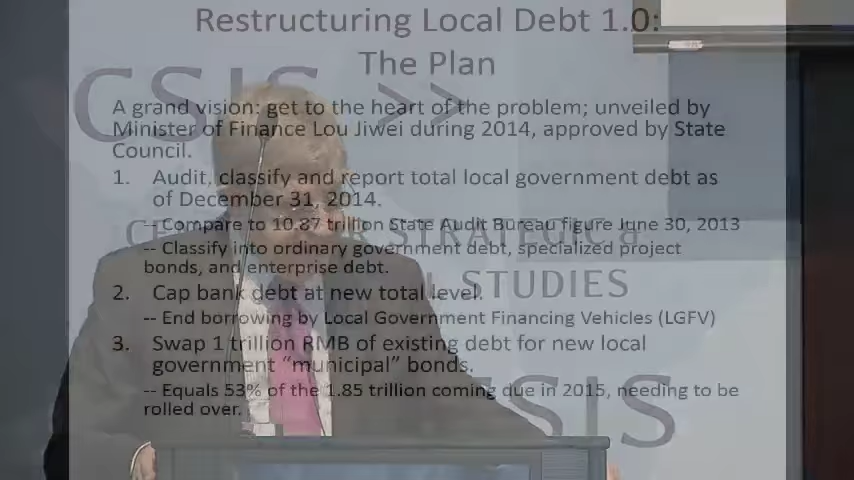 Restructuring Local Debt 1.0:
The Plan
CSIS >>
A grand vision: get to the heart of the problem; unveiled by
Minister of Finance Lou Jiwei during 2014, approved by State
Council.
1. Audit, classify and report total local government debt as
of December 31, 2014.
-- Compare to 10.87 trillion State Audit Bureau figure June 30, 2013
STRATEGIC &
-- Classify into ordinary government debt, specialized project
bonds, and enterprise debt.
STUDIES
2. Cap bank debt at new total level.
-- End borrowing by Local Government Financing Vehicles (LGFV)
3. Swap 1 trillion RMB of existing debt for new local
government “municipal” bonds.
-- Equals 53% of the 1.85 trillion coming due in 2015, needing to be
rolled over.
CSIS